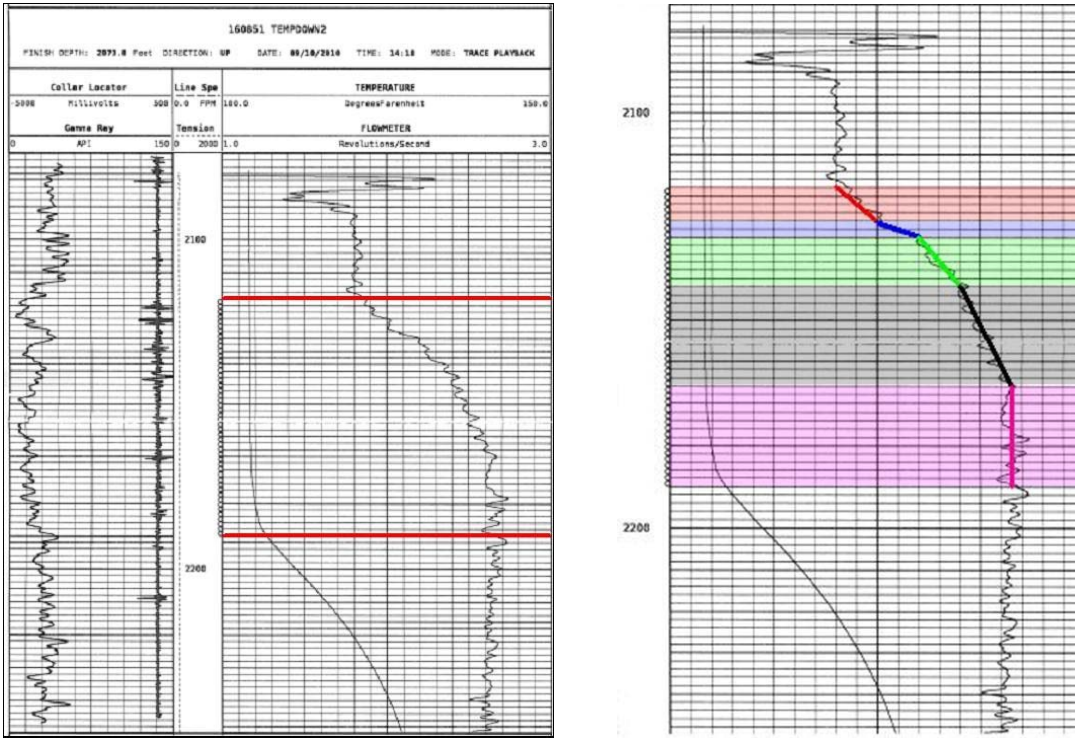 160851 TEMPDOWN2
FINISH DEPTH: 2073.0 Feet DIRECTION: UP DATE: 09/10/2010 TIME: 14:18 MODE: TRACE PLAYBACK
Collar Locator Line Spe TEMPERATURE
-5000 Millivolts 500 0.0 FPM 100.0 DegreesFarenheit 150.0
Gamma Ray Tension FLOWMETER
0 API 150 0 2000 1.0 Revolutions/Second 3.0
2100
2200
2100
2200